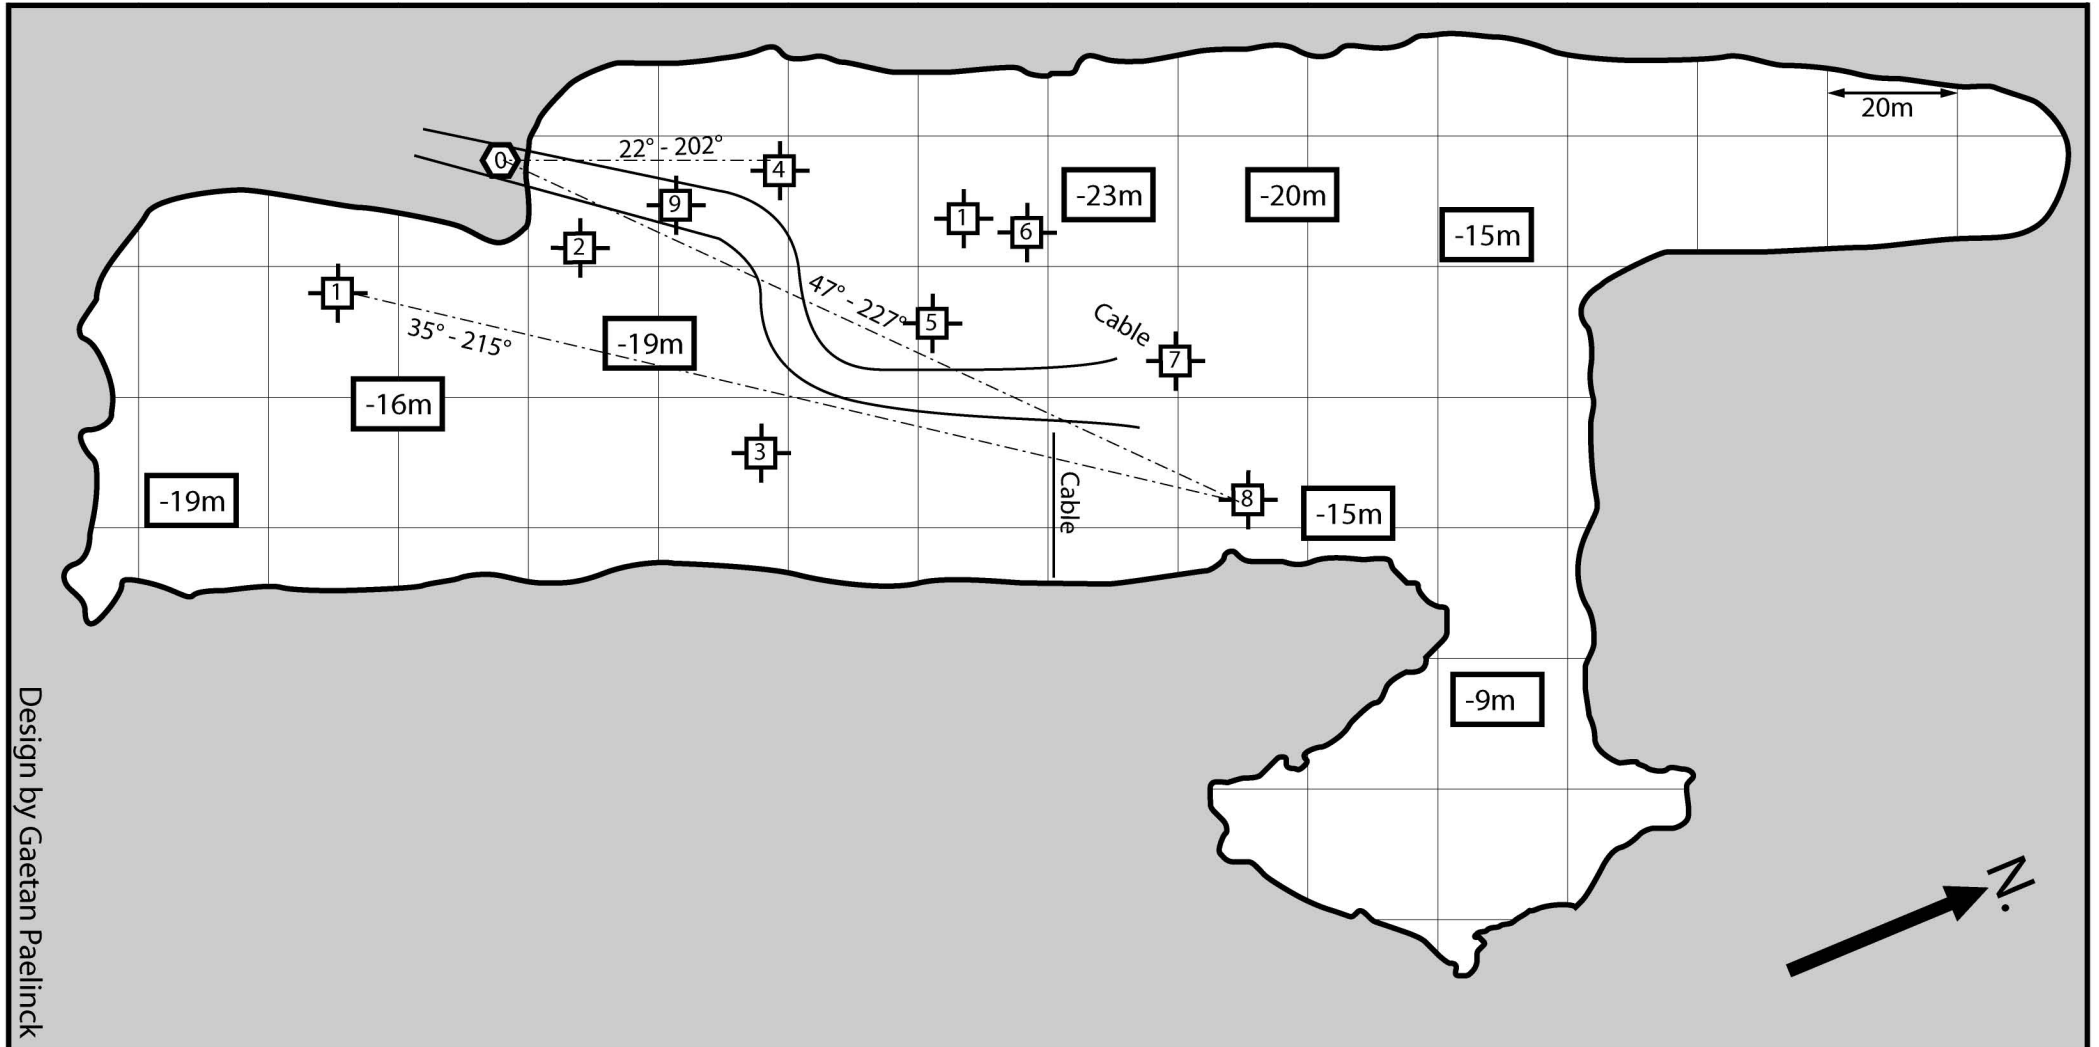 20m
22° - 202°
0
4
9
-23m
-20m
1
6
-15m
2
1
47° - 227°
5
Cable
35° - 215°
-19m
7
-16m
3
-19m
Cable
8
-15m
-9m
N.
Design by Gaetan Paelinck